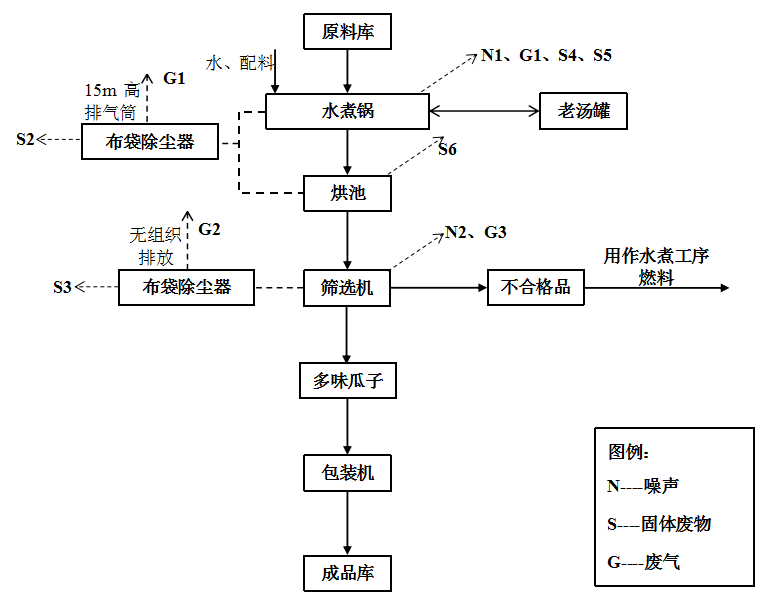 原料库
水、配料
N1、G1、S4、S5
15m 高
排气筒
G1
水煮锅
老汤罐
S2
布袋除尘器
S6
烘池
无组织
排放
G2
N2、G3
用作水煮工序
燃料
S3
布袋除尘器
筛选机
不合格品
多味瓜子
包装机
成品库
图例：
N----噪声
S----固体废物
G----废气